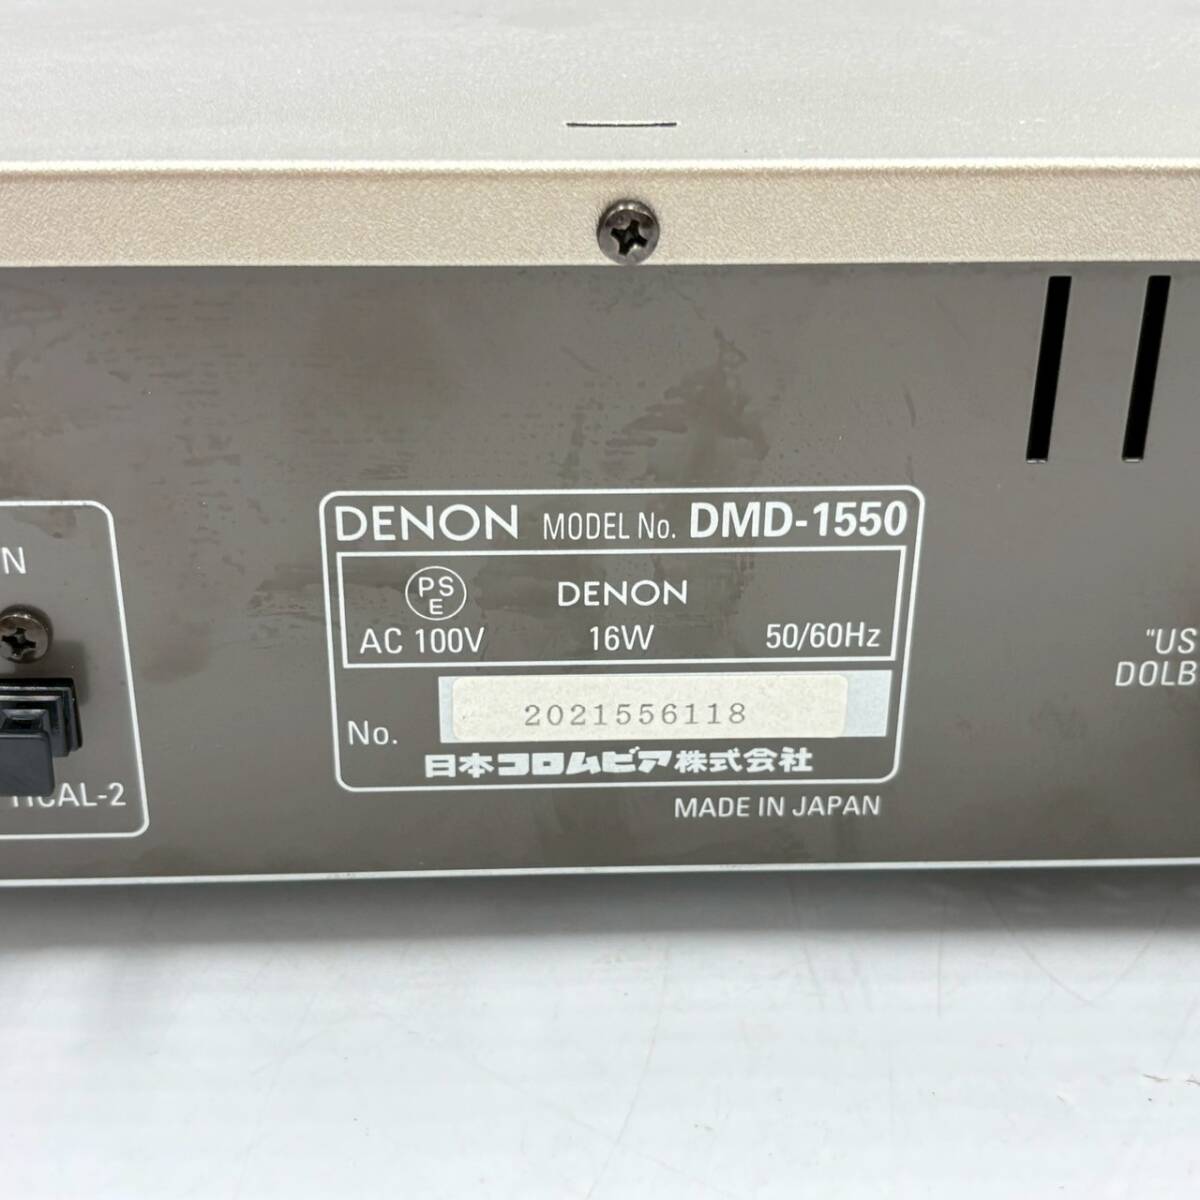 DENON MODEL No. DMD-1550
PS
E
DENON
AC 100V 16W 50/60Hz
No. 2021556118
日本コロムビア株式会社
MADE IN JAPAN
"US
DOLB
N
ICAL-2